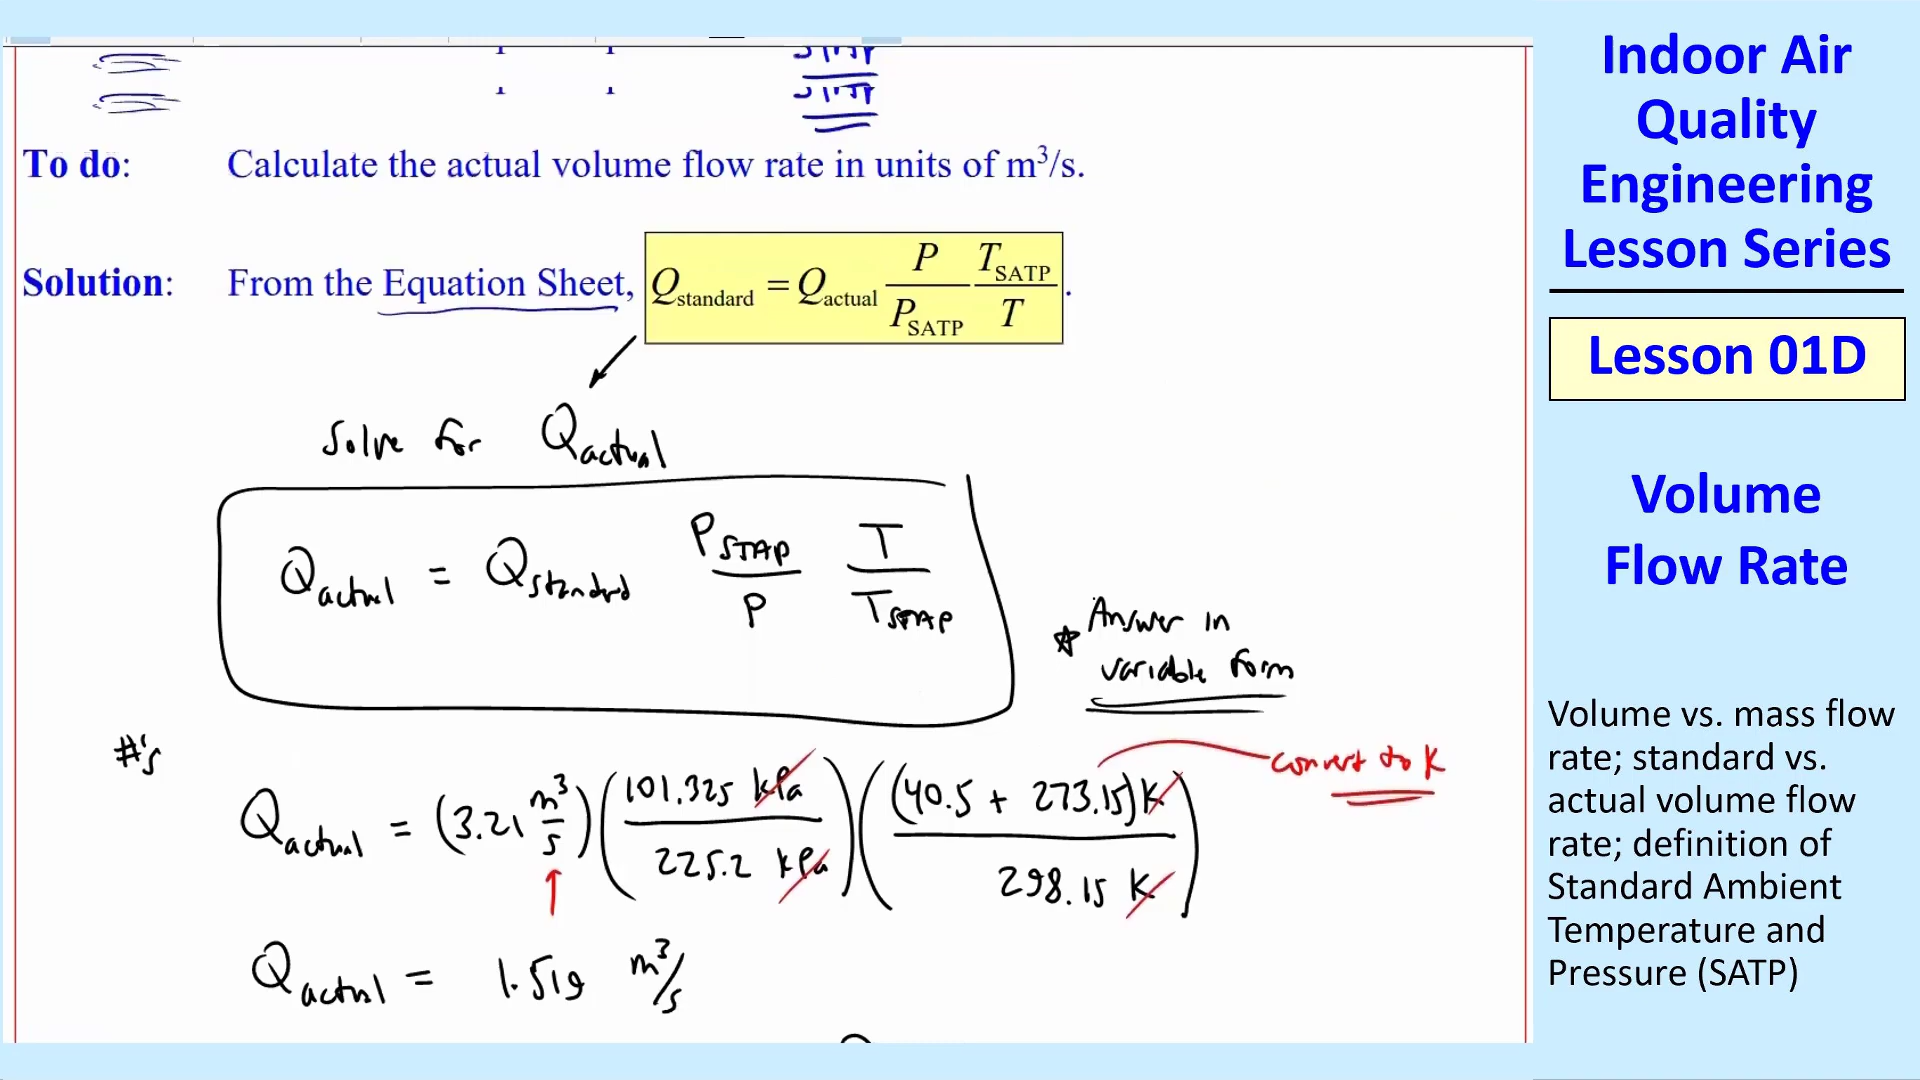 To do: Calculate the actual volume flow rate in units of m³/s.
Solution: From the Equation Sheet, Q_standard = Q_actual P/P_SATP T_SATP/T.
Solve for Q_actual
Q_actual = Q_standard P_STAP/P T/T_STAP
* Answer in
variable form
#'s
Q_actual = (3.21 m³/s) (101.325 kPa / 225.2 kPa) ((40.5 + 273.15) K / 298.15 K)
convert to K
Q_actual = 1.519 m³/s
Indoor Air
Quality
Engineering
Lesson Series
Lesson 01D
Volume
Flow Rate
Volume vs. mass flow
rate; standard vs.
actual volume flow
rate; definition of
Standard Ambient
Temperature and
Pressure (SATP)